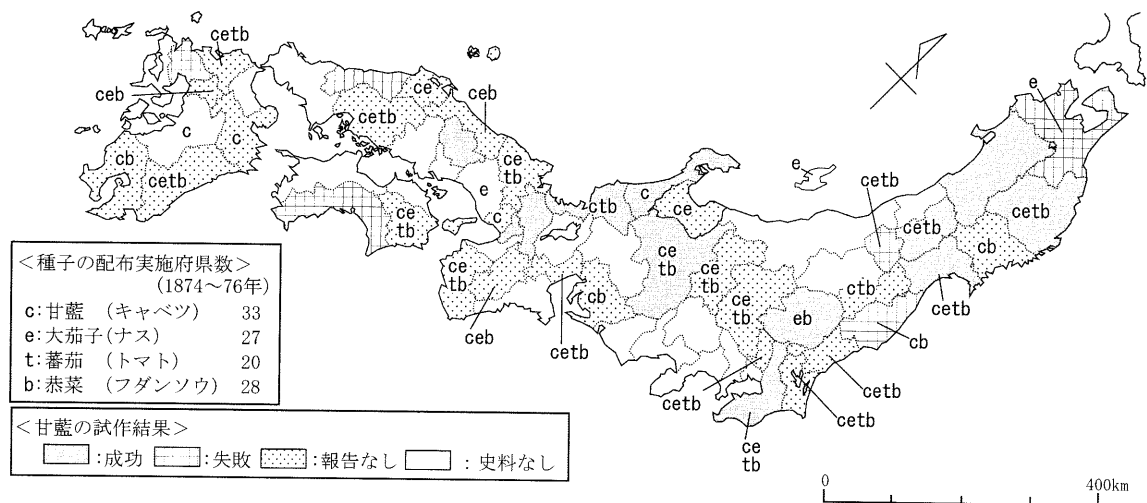 cetb
ceb
c
c
cb
cetb
cetb
ce
ceb
ce
tb
e
c
ce
tb
ce
tb
ceb
cetb
cb
ctb
c
ce
e
ce
tb
ce
tb
ce
tb
cetb
ce
tb
eb
cetb
cetb
cb
ctb
cetb
cetb
cetb
cb
cetb
e
<種子の配布実施府県数>
(1874〜76年)
c:甘藍 (キャベツ) 33
e:大茄子(ナス) 27
t:蕃茄 (トマト) 20
b:恭菜 (フダンソウ) 28
<甘藍の試作結果>
:成功 :失敗 :報告なし :史料なし
0 400km